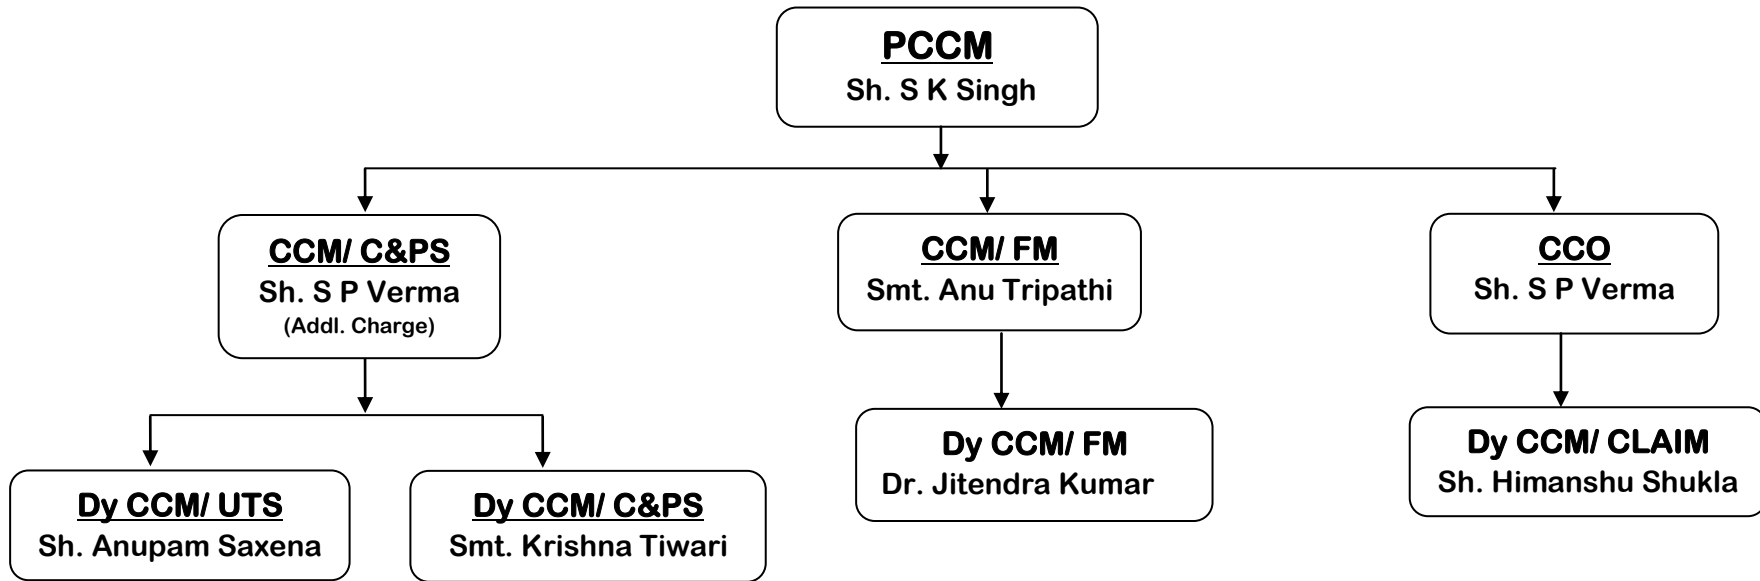 PCCM
Sh. S K Singh
CCM/ C&PS
Sh. S P Verma
(Addl. Charge)
CCM/ FM
Smt. Anu Tripathi
CCO
Sh. S P Verma
Dy CCM/ UTS
Sh. Anupam Saxena
Dy CCM/ C&PS
Smt. Krishna Tiwari
Dy CCM/ FM
Dr. Jitendra Kumar
Dy CCM/ CLAIM
Sh. Himanshu Shukla